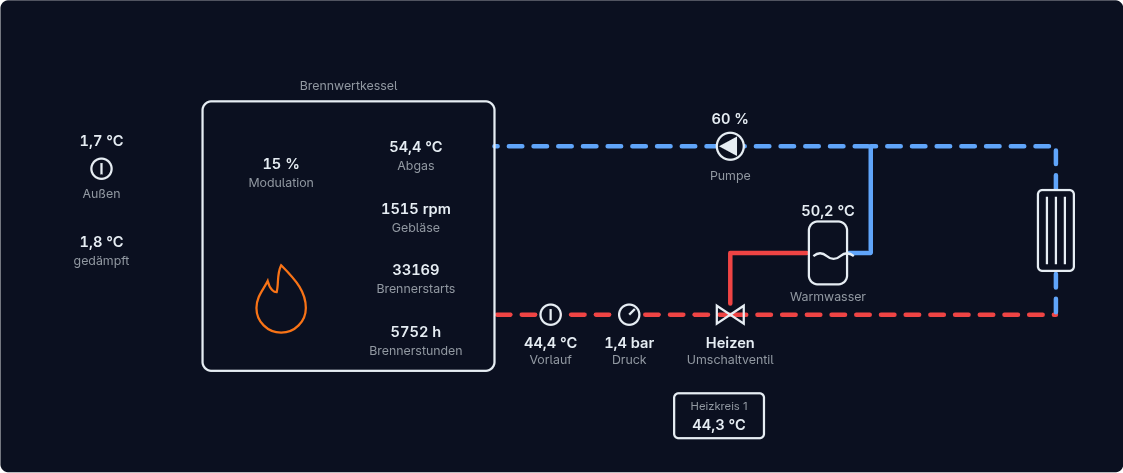 Brennwertkessel
1,7 °C
Außen
1,8 °C
gedämpft
15 %
Modulation
54,4 °C
Abgas
1515 rpm
Gebläse
33169
Brennerstarts
5752 h
Brennerstunden
60 %
Pumpe
50,2 °C
Warmwasser
44,4 °C
Vorlauf
1,4 bar
Druck
Heizen
Umschaltventil
Heizkreis 1
44,3 °C